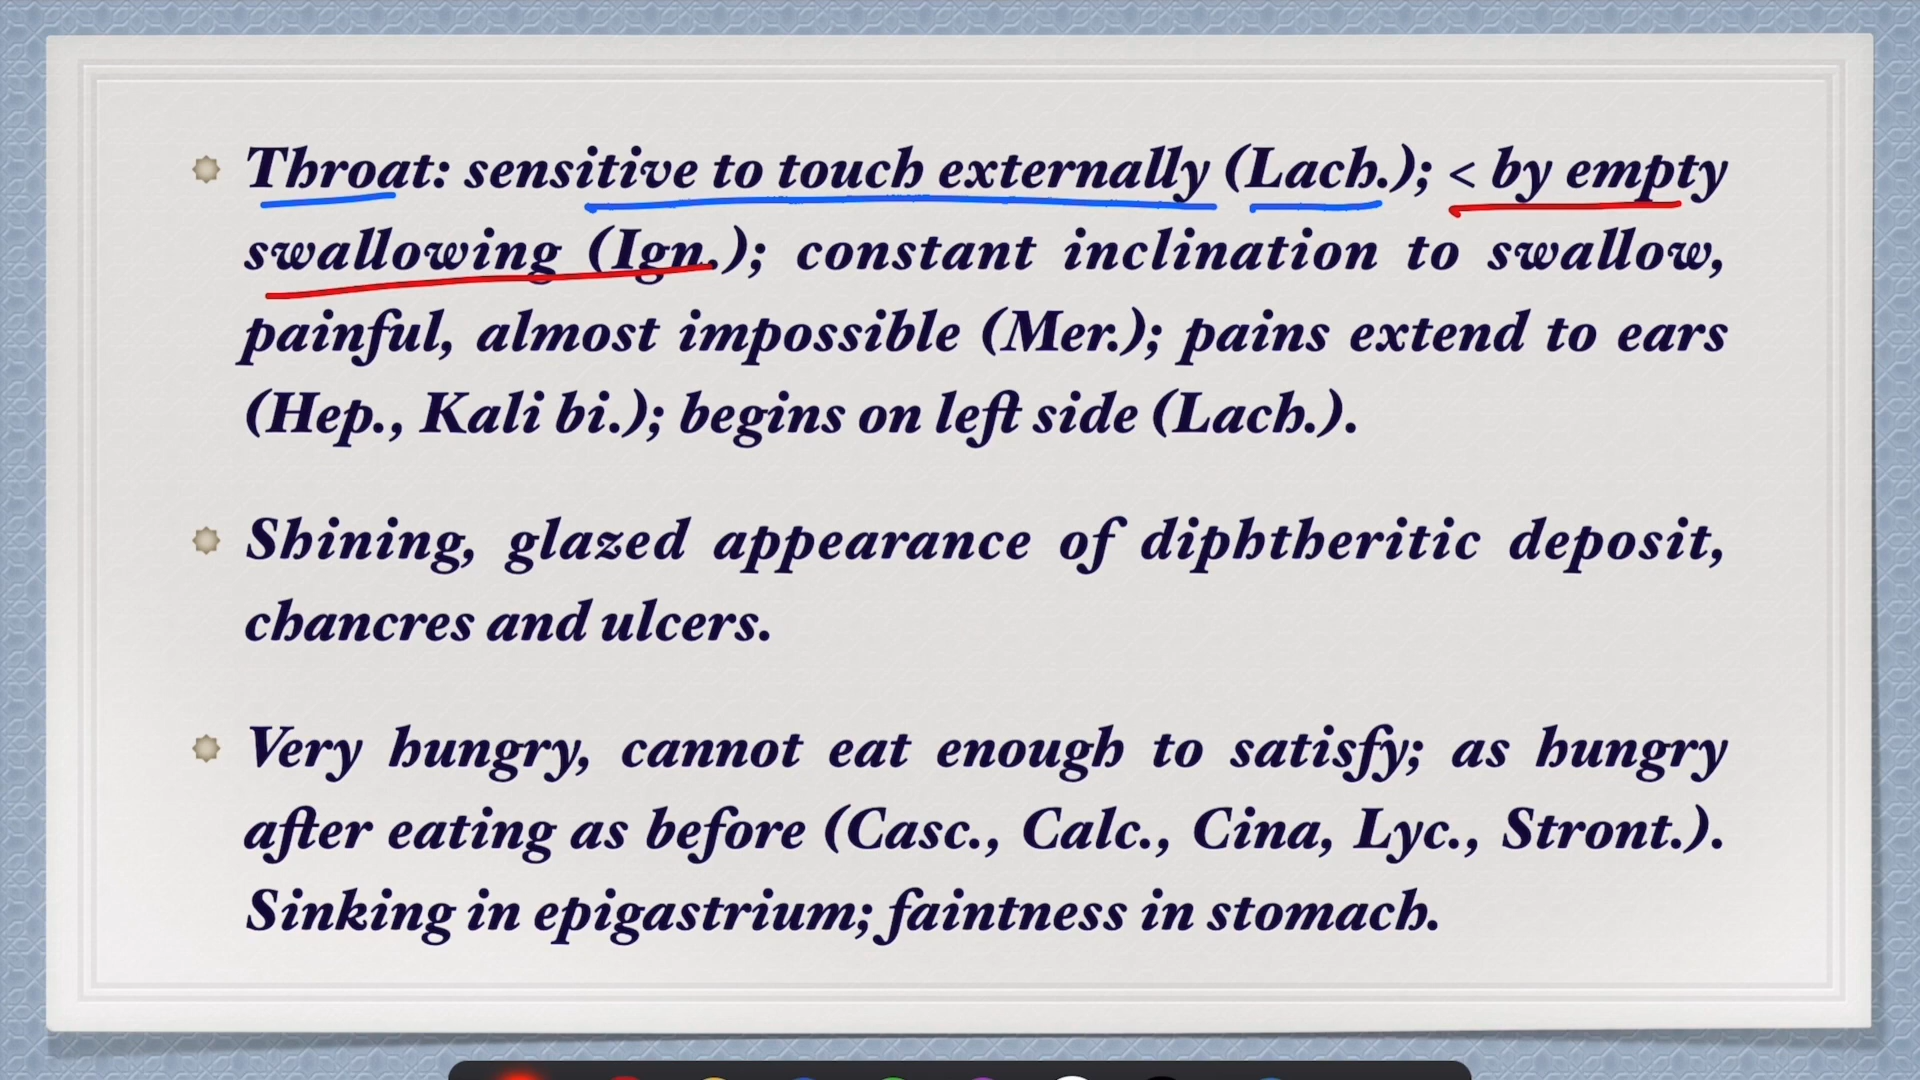 Throat: sensitive to touch externally (Lach.); < by empty
swallowing (Ign.); constant inclination to swallow,
painful, almost impossible (Mer.); pains extend to ears
(Hep., Kali bi.); begins on left side (Lach.).
Shining, glazed appearance of diphtheritic deposit,
chancres and ulcers.
Very hungry, cannot eat enough to satisfy; as hungry
after eating as before (Casc., Calc., Cina, Lyc., Stront.).
Sinking in epigastrium; faintness in stomach.